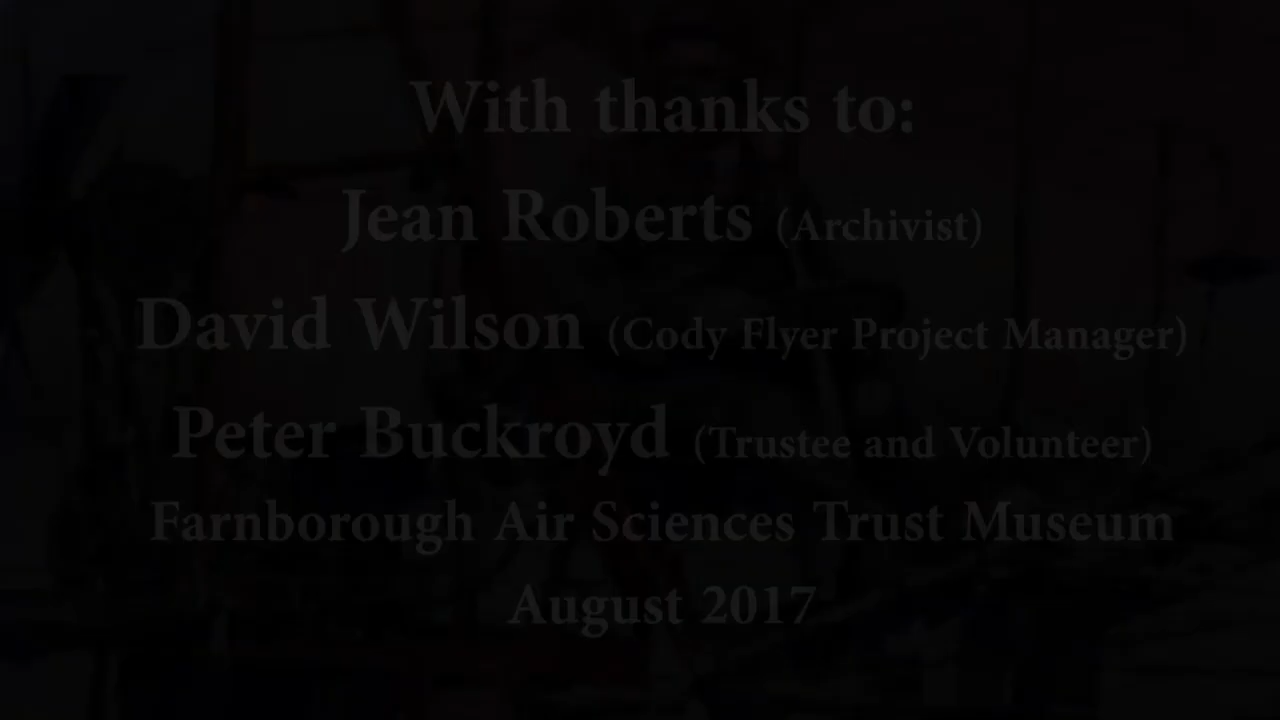 With thanks to:
Jean Roberts (Archivist)
David Wilson (Cody Flyer Project Manager)
Peter Buckroyd (Trustee and Volunteer)
Farnborough Air Sciences Trust Museum
August 2017